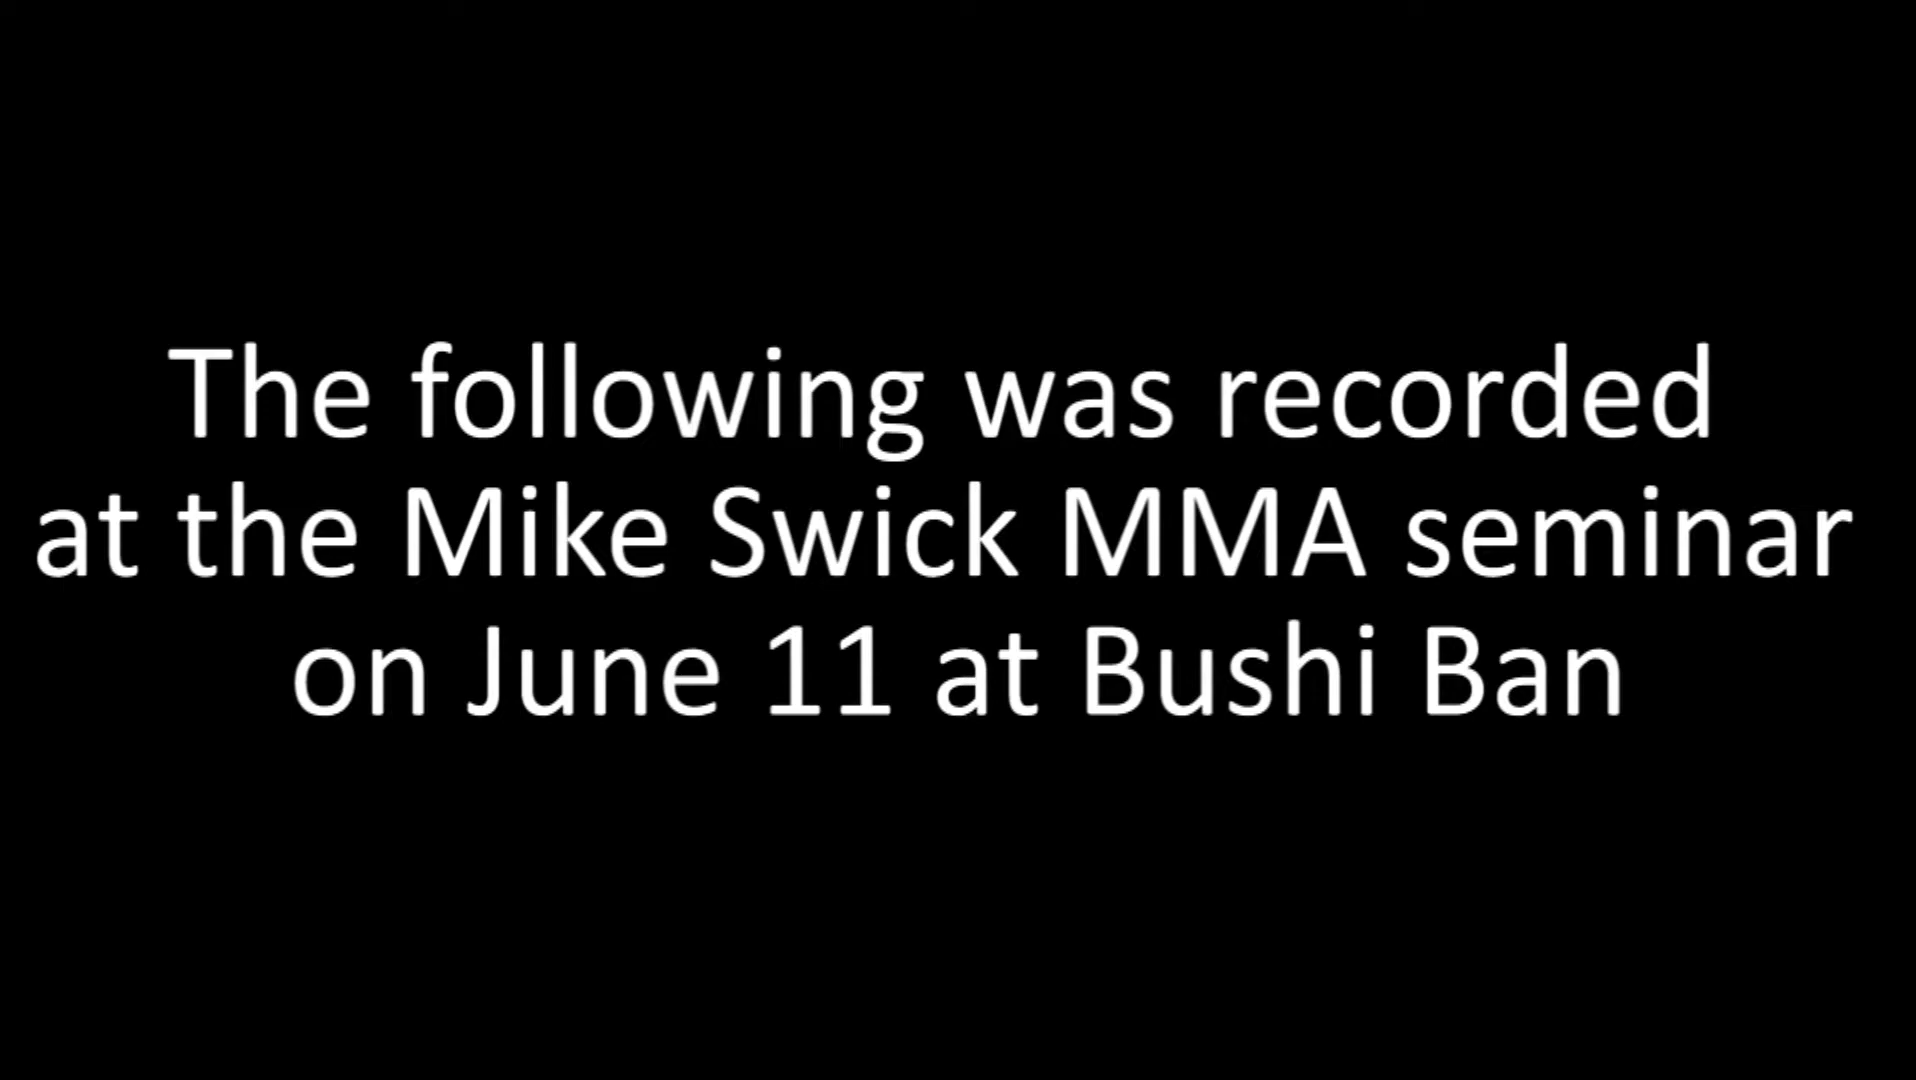 The following was recorded
at the Mike Swick MMA seminar
on June 11 at Bushi Ban